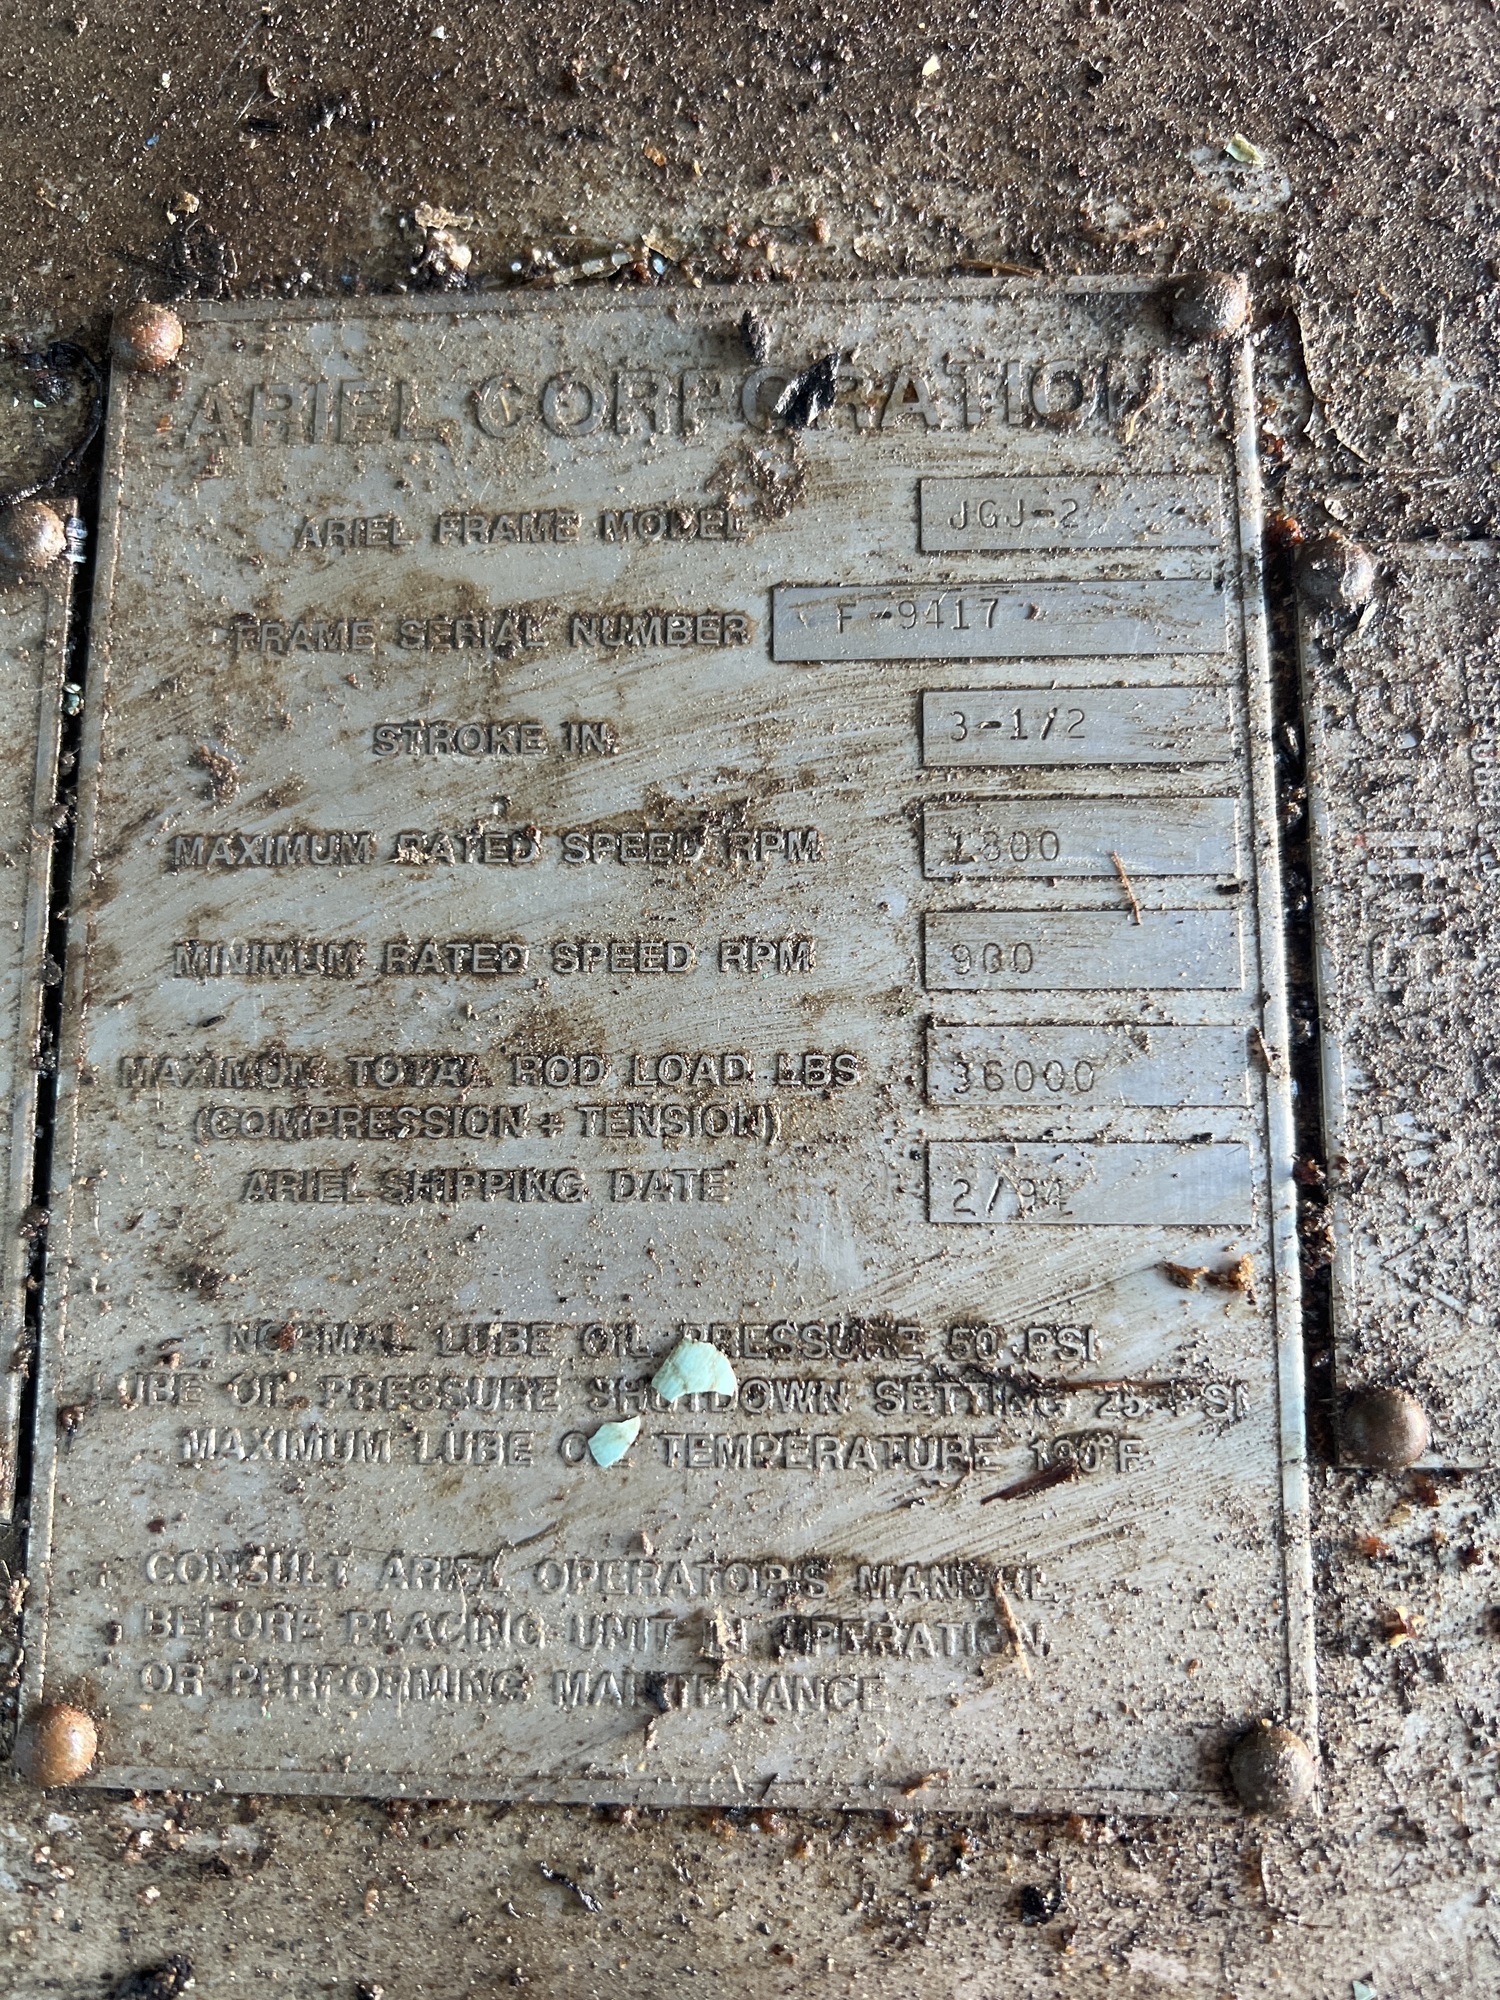 ARIEL CORPORATION
ARIEL FRAME MODEL JGJ-2
FRAME SERIAL NUMBER F-9417
STROKE IN. 3-1/2
MAXIMUM RATED SPEED RPM 1800
MINIMUM RATED SPEED RPM 900
MAXIMUM TOTAL ROD LOAD LBS 36000
(COMPRESSION + TENSION)
ARIEL SHIPPING DATE 2/94
NORMAL LUBE OIL PRESSURE 50 PSI
LUBE OIL PRESSURE SHUTDOWN SETTING 25 PSI
MAXIMUM LUBE OIL TEMPERATURE 190°F
CONSULT ARIEL OPERATOR'S MANUAL
BEFORE PLACING UNIT IN OPERATION
OR PERFORMING MAINTENANCE
WARNING